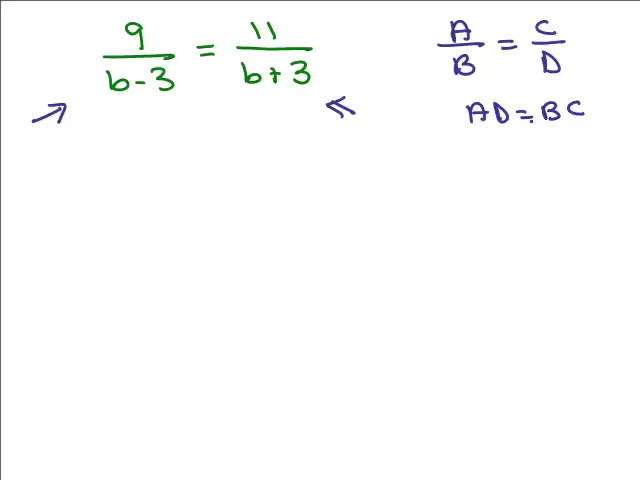 9/(b-3) = 11/(b+3)
A/B = C/D
AD = BC